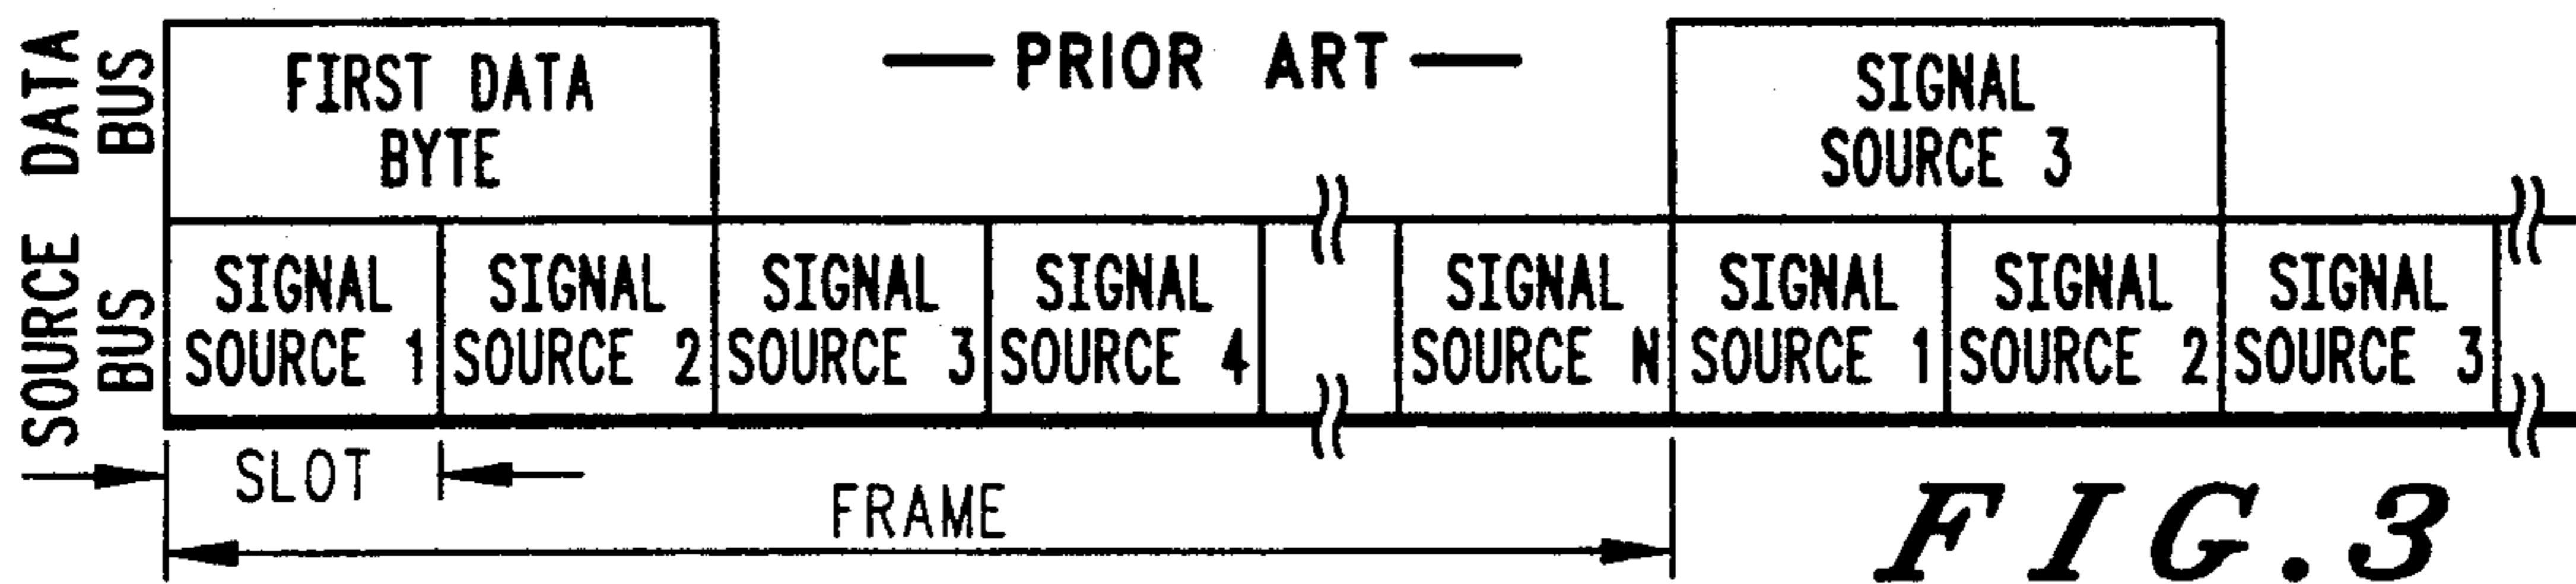 DATA
BUS
FIRST DATA
BYTE
— PRIOR ART —
SIGNAL
SOURCE 3
SOURCE
BUS
SIGNAL
SOURCE 1
SIGNAL
SOURCE 2
SIGNAL
SOURCE 3
SIGNAL
SOURCE 4
SIGNAL
SOURCE N
SIGNAL
SOURCE 1
SIGNAL
SOURCE 2
SIGNAL
SOURCE 3
SLOT
FRAME
FIG.3